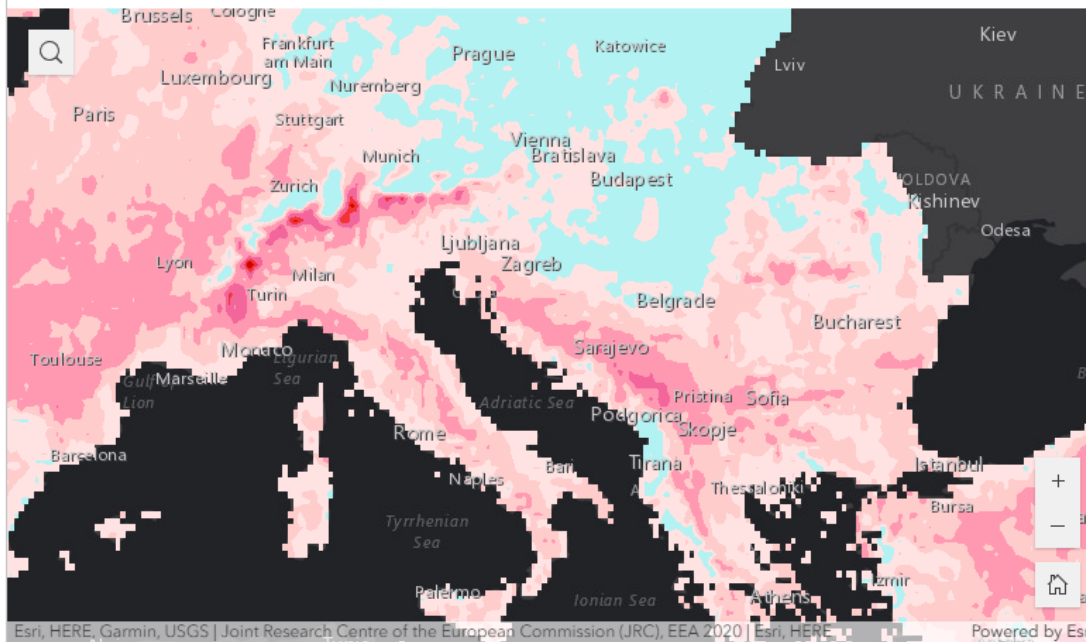 Brussels
Cologne
Frankfurt
am Main
Prague
Katowice
Kiev
Lviv
Luxembourg
Nuremberg
UKRAINE
Paris
Stuttgart
Vienna
Munich
Bratislava
Zurich
Budapest
OLDOVA
Kishinev
Odesa
Ljubljana
Lyon
Milan
Zagreb
Turin
Belgrade
Bucharest
Monaco
Sarajevo
Toulouse
Ligurian
Sea
Marseille
Gulf of
Lion
Pristina
Sofia
Adriatic Sea
Podgorica
Rome
Skopje
Barcelona
Bari
Tirana
Istanbul
Naples
Thessaloniki
Bursa
Tyrrhenian
Sea
Izmir
Palermo
Ionian Sea
Athens
Esri, HERE, Garmin, USGS | Joint Research Centre of the European Commission (JRC), EEA 2020 | Esri, HERE
Powered by Es